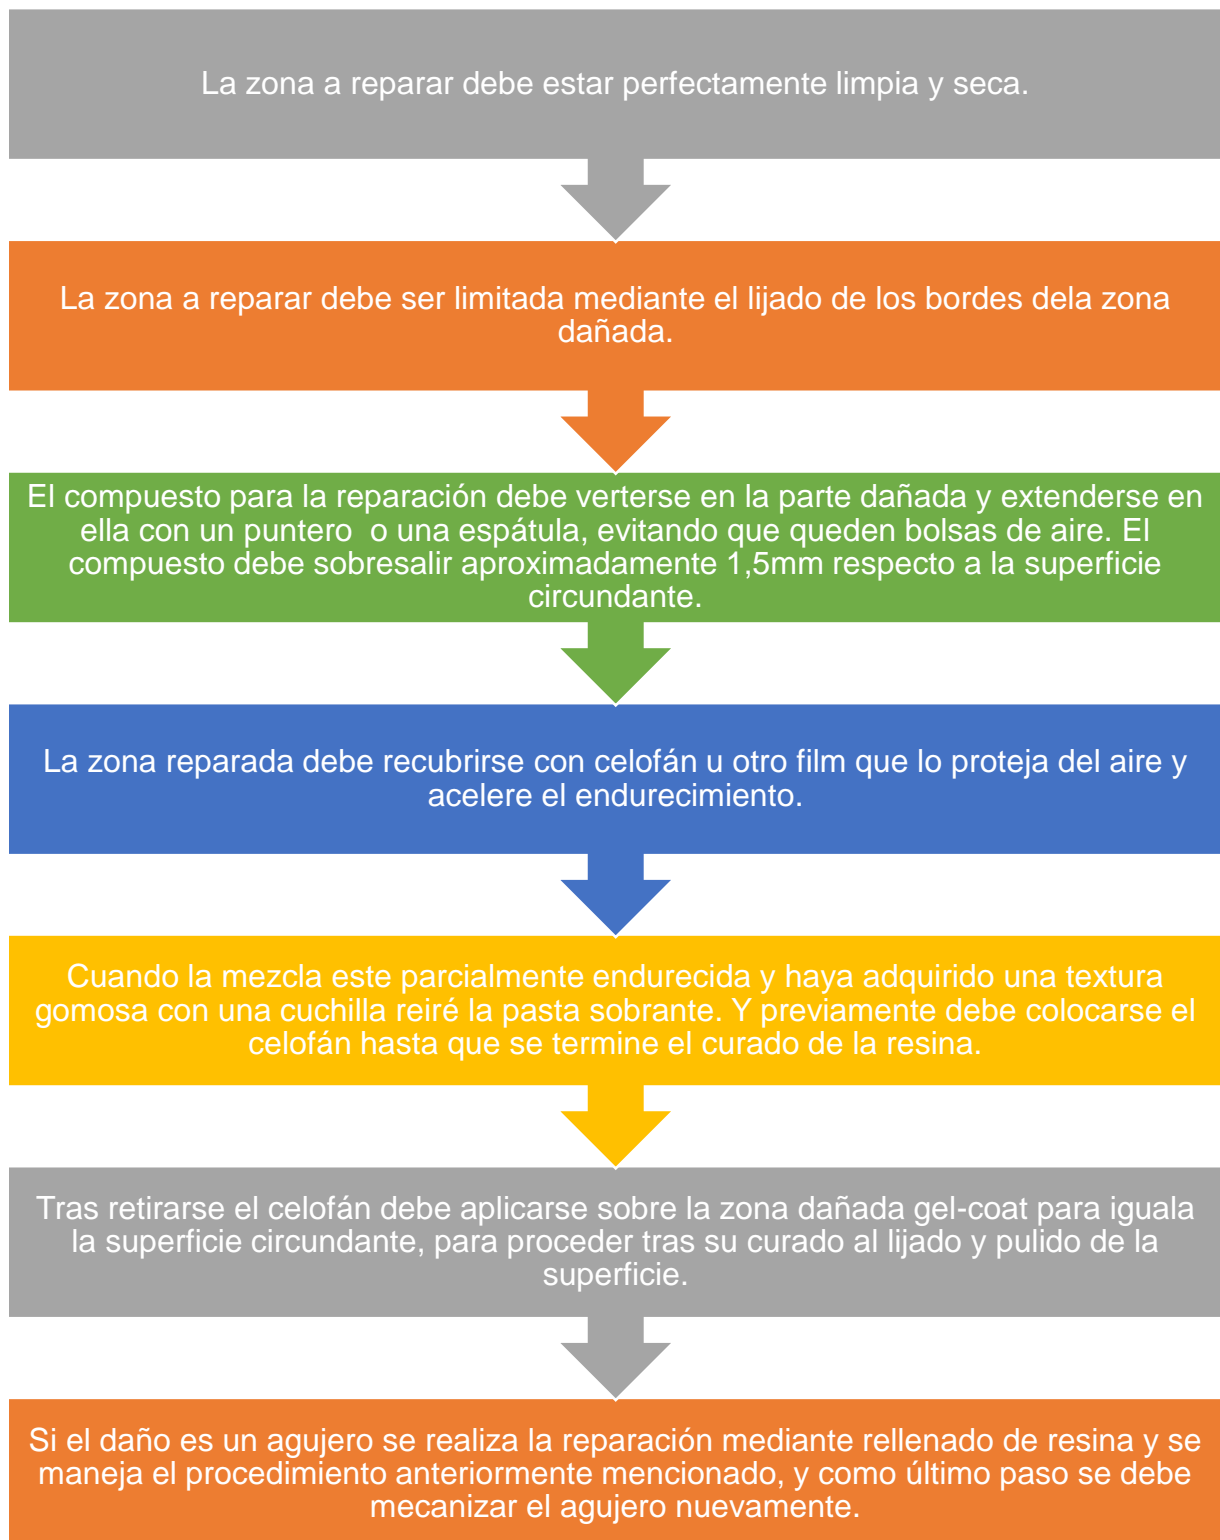 La zona a reparar debe estar perfectamente limpia y seca.
La zona a reparar debe ser limitada mediante el lijado de los bordes dela zona
dañada.
El compuesto para la reparación debe verterse en la parte dañada y extenderse en
ella con un puntero  o una espátula, evitando que queden bolsas de aire. El
compuesto debe sobresalir aproximadamente 1,5mm respecto a la superficie
circundante.
La zona reparada debe recubrirse con celofán u otro film que lo proteja del aire y
acelere el endurecimiento.
Cuando la mezcla este parcialmente endurecida y haya adquirido una textura
gomosa con una cuchilla reiré la pasta sobrante. Y previamente debe colocarse el
celofán hasta que se termine el curado de la resina.
Tras retirarse el celofán debe aplicarse sobre la zona dañada gel-coat para iguala
la superficie circundante, para proceder tras su curado al lijado y pulido de la
superficie.
Si el daño es un agujero se realiza la reparación mediante rellenado de resina y se
maneja el procedimiento anteriormente mencionado, y como último paso se debe
mecanizar el agujero nuevamente.